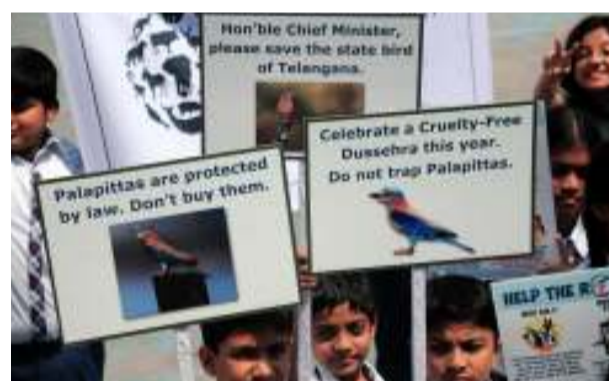 Hon'ble Chief Minister,
please save the state bird
of Telangana.
Celebrate a Cruelty-Free
Dussehra this year.
Do not trap Palapittas.
Palapittas are protected
by law. Don't buy them.
HELP THE